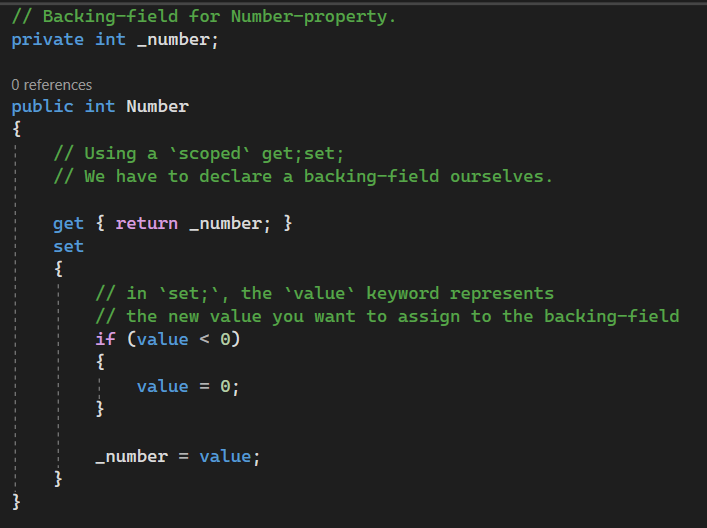 // Backing-field for Number-property.
private int _number;
0 references
public int Number
{
// Using a `scoped` get;set;
// We have to declare a backing-field ourselves.
get { return _number; }
set
{
// in `set;`, the `value` keyword represents
// the new value you want to assign to the backing-field
if (value < 0)
{
value = 0;
}
_number = value;
}
}